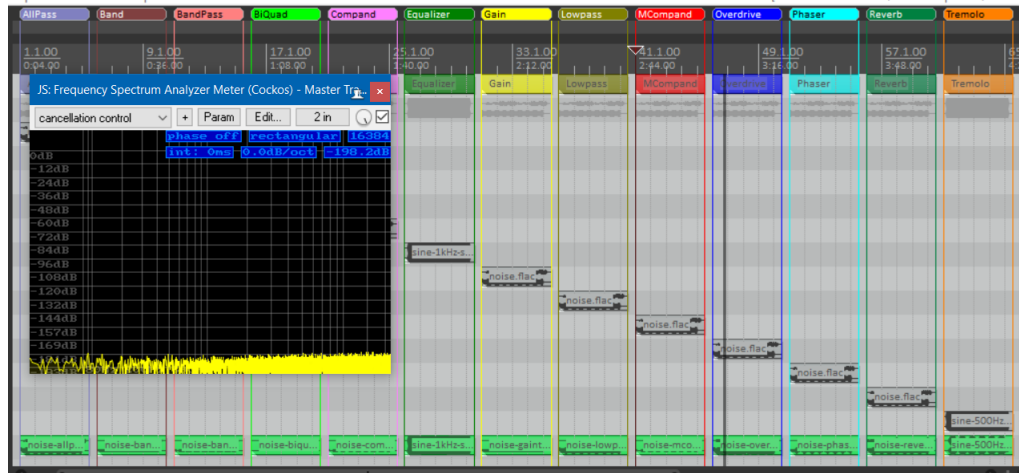 AllPass Band BandPass BiQuad Compand Equalizer Gain Lowpass MCompand Overdrive Phaser Reverb Tremolo
1.1.00 9.1.00 17.1.00 25.1.00 33.1.00 41.1.00 49.1.00 57.1.00 65
0:04.00 0:36.00 1:08.00 1:40.00 2:12.00 2:44.00 3:16.00 3:48.00
Equalizer Gain Lowpass MCompand Overdrive Phaser Reverb Tremolo
JS: Frequency Spectrum Analyzer Meter (Cockos) - Master Tra...
cancellation control + Param Edit... 2 in
phase off rectangular 16384
int: 0ms 0.0dB/oct -198.2dB
0dB
-12dB
-24dB
-36dB
-48dB
-60dB
-72dB
-84dB
-96dB
-108dB
-120dB
-132dB
-144dB
-157dB
-169dB
sine-1kHz-s...
noise.flac
noise.flac
noise.flac
noise.flac
noise.flac
noise.flac
sine-500Hz...
noise-allp... noise-ban... noise-ban... noise-biqu... noise-com... sine-1kHz-s... noise-gaint... noise-lowp... noise-mco... noise-over... noise-phas... noise-reve... sine-500Hz...